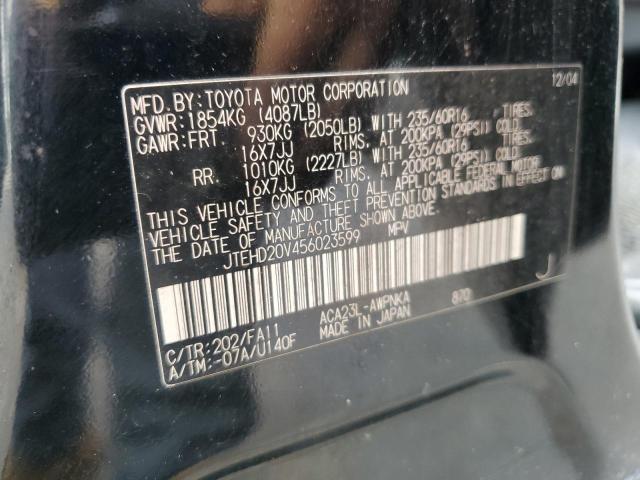 MFD.BY:TOYOTA MOTOR CORPORATION 12/04
GVWR:1854KG (4087LB)
GAWR:FRT 930KG (2050LB) WITH 235/60R16 TIRES,
16X7JJ RIMS, AT 200KPA (29PSI) COLD.
RR 1010KG (2227LB) WITH 235/60R16 TIRES,
16X7JJ RIMS, AT 200KPA (29PSI) COLD.
THIS VEHICLE CONFORMS TO ALL APPLICABLE FEDERAL MOTOR
VEHICLE SAFETY AND THEFT PREVENTION STANDARDS IN EFFECT ON
THE DATE OF MANUFACTURE SHOWN ABOVE.
JTEHD20V456023599 MPV
J
ACA23L-AWPNKA 870
C/TR:202/FA11 MADE IN JAPAN
A/TM:-07A/U140F